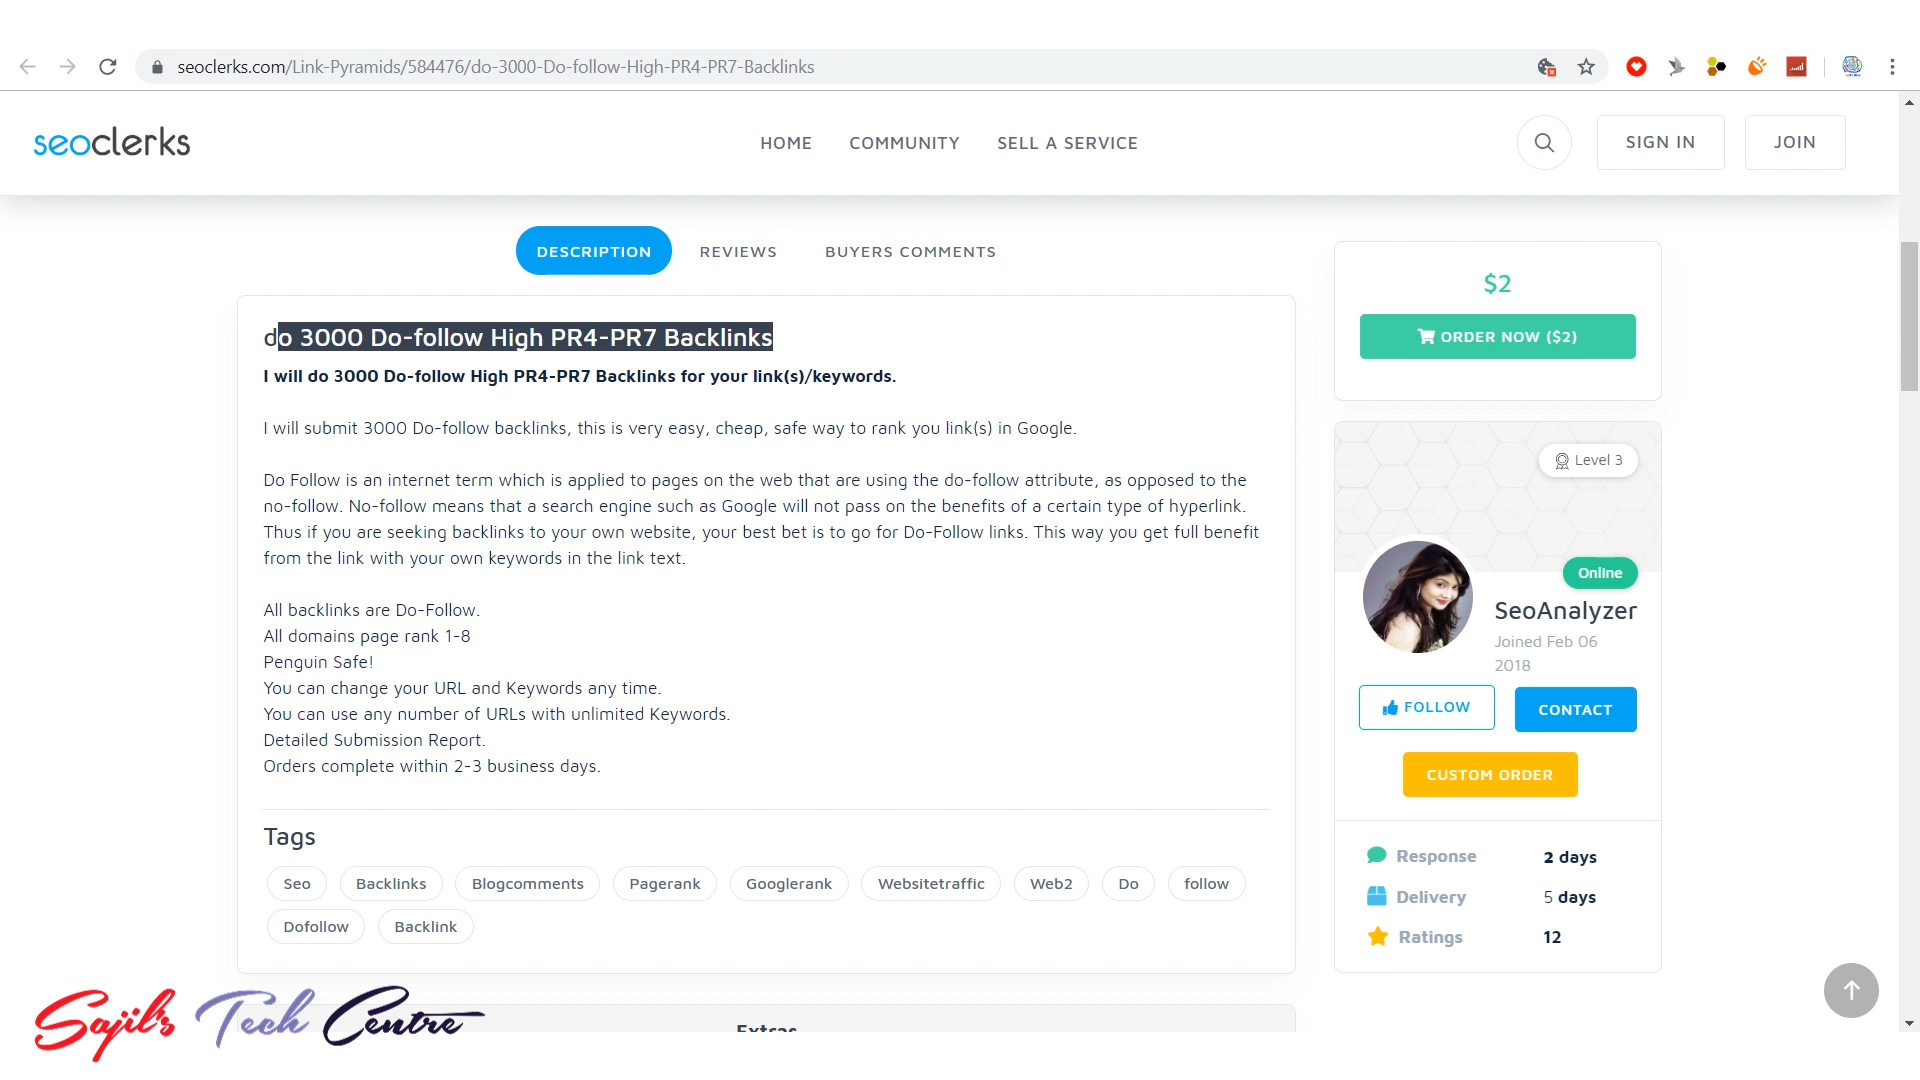 seoclerks.com/Link-Pyramids/584476/do-3000-Do-follow-High-PR4-PR7-Backlinks
seoclerks
HOME
COMMUNITY
SELL A SERVICE
SIGN IN
JOIN
DESCRIPTION
REVIEWS
BUYERS COMMENTS
do 3000 Do-follow High PR4-PR7 Backlinks
I will do 3000 Do-follow High PR4-PR7 Backlinks for your link(s)/keywords.
I will submit 3000 Do-follow backlinks, this is very easy, cheap, safe way to rank you link(s) in Google.
Do Follow is an internet term which is applied to pages on the web that are using the do-follow attribute, as opposed to the
no-follow. No-follow means that a search engine such as Google will not pass on the benefits of a certain type of hyperlink.
Thus if you are seeking backlinks to your own website, your best bet is to go for Do-Follow links. This way you get full benefit
from the link with your own keywords in the link text.
All backlinks are Do-Follow.
All domains page rank 1-8
Penguin Safe!
You can change your URL and Keywords any time.
You can use any number of URLs with unlimited Keywords.
Detailed Submission Report.
Orders complete within 2-3 business days.
Tags
Seo
Backlinks
Blogcomments
Pagerank
Googlerank
Websitetraffic
Web2
Do
follow
Dofollow
Backlink
Extras
$2
ORDER NOW ($2)
Level 3
Online
SeoAnalyzer
Joined Feb 06
2018
FOLLOW
CONTACT
CUSTOM ORDER
Response 2 days
Delivery 5 days
Ratings 12
Sajil's Tech Centre